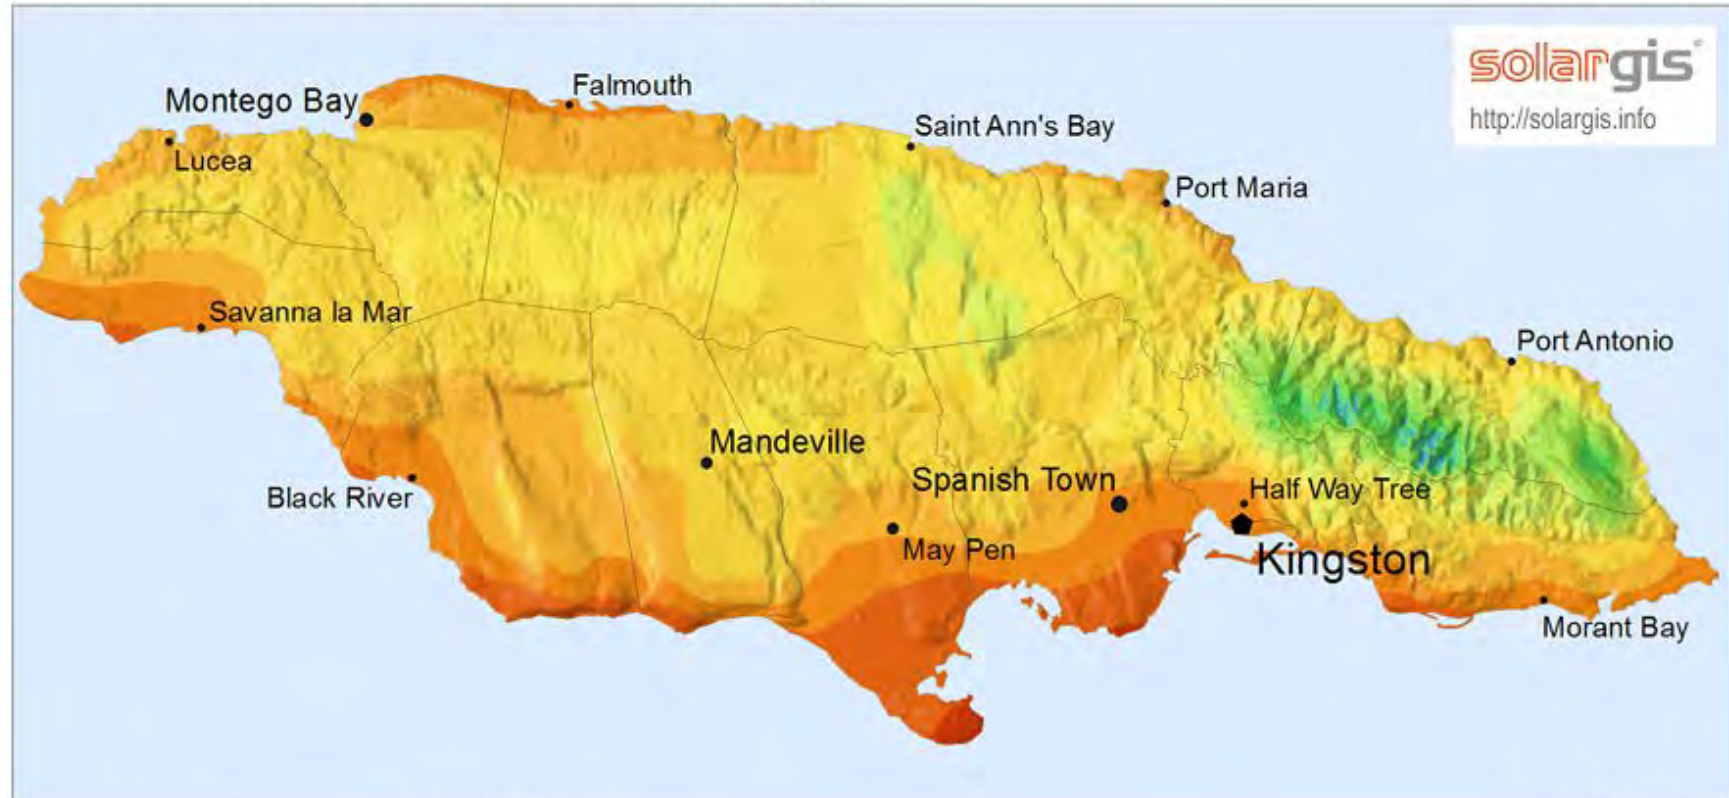 solargis
http://solargis.info
Falmouth
Montego Bay
Saint Ann's Bay
Lucea
Port Maria
Savanna la Mar
Port Antonio
Mandeville
Spanish Town
Half Way Tree
Black River
May Pen
Kingston
Morant Bay